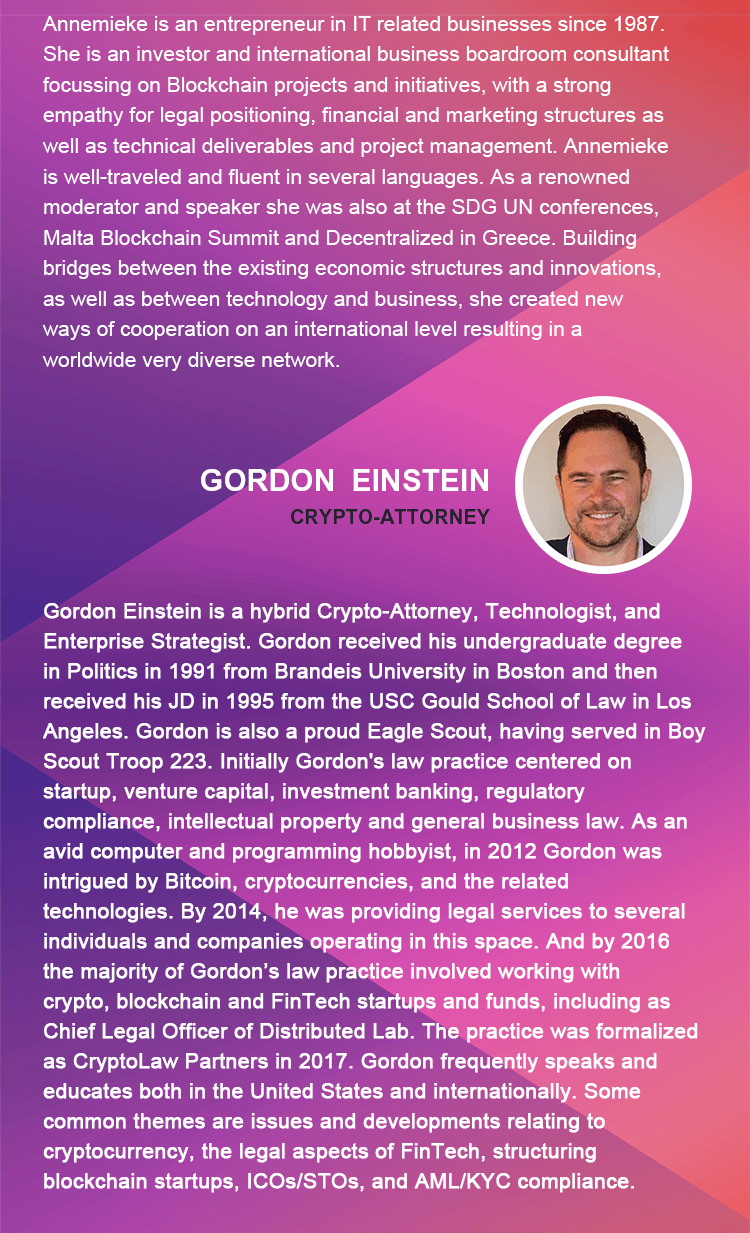 Annemieke is an entrepreneur in IT related businesses since 1987.
She is an investor and international business boardroom consultant
focussing on Blockchain projects and initiatives, with a strong
empathy for legal positioning, financial and marketing structures as
well as technical deliverables and project management. Annemieke
is well-traveled and fluent in several languages. As a renowned
moderator and speaker she was also at the SDG UN conferences,
Malta Blockchain Summit and Decentralized in Greece. Building
bridges between the existing economic structures and innovations,
as well as between technology and business, she created new
ways of cooperation on an international level resulting in a
worldwide very diverse network.
GORDON EINSTEIN
CRYPTO-ATTORNEY
Gordon Einstein is a hybrid Crypto-Attorney, Technologist, and
Enterprise Strategist. Gordon received his undergraduate degree
in Politics in 1991 from Brandeis University in Boston and then
received his JD in 1995 from the USC Gould School of Law in Los
Angeles. Gordon is also a proud Eagle Scout, having served in Boy
Scout Troop 223. Initially Gordon's law practice centered on
startup, venture capital, investment banking, regulatory
compliance, intellectual property and general business law. As an
avid computer and programming hobbyist, in 2012 Gordon was
intrigued by Bitcoin, cryptocurrencies, and the related
technologies. By 2014, he was providing legal services to several
individuals and companies operating in this space. And by 2016
the majority of Gordon’s law practice involved working with
crypto, blockchain and FinTech startups and funds, including as
Chief Legal Officer of Distributed Lab. The practice was formalized
as CryptoLaw Partners in 2017. Gordon frequently speaks and
educates both in the United States and internationally. Some
common themes are issues and developments relating to
cryptocurrency, the legal aspects of FinTech, structuring
blockchain startups, ICOs/STOs, and AML/KYC compliance.